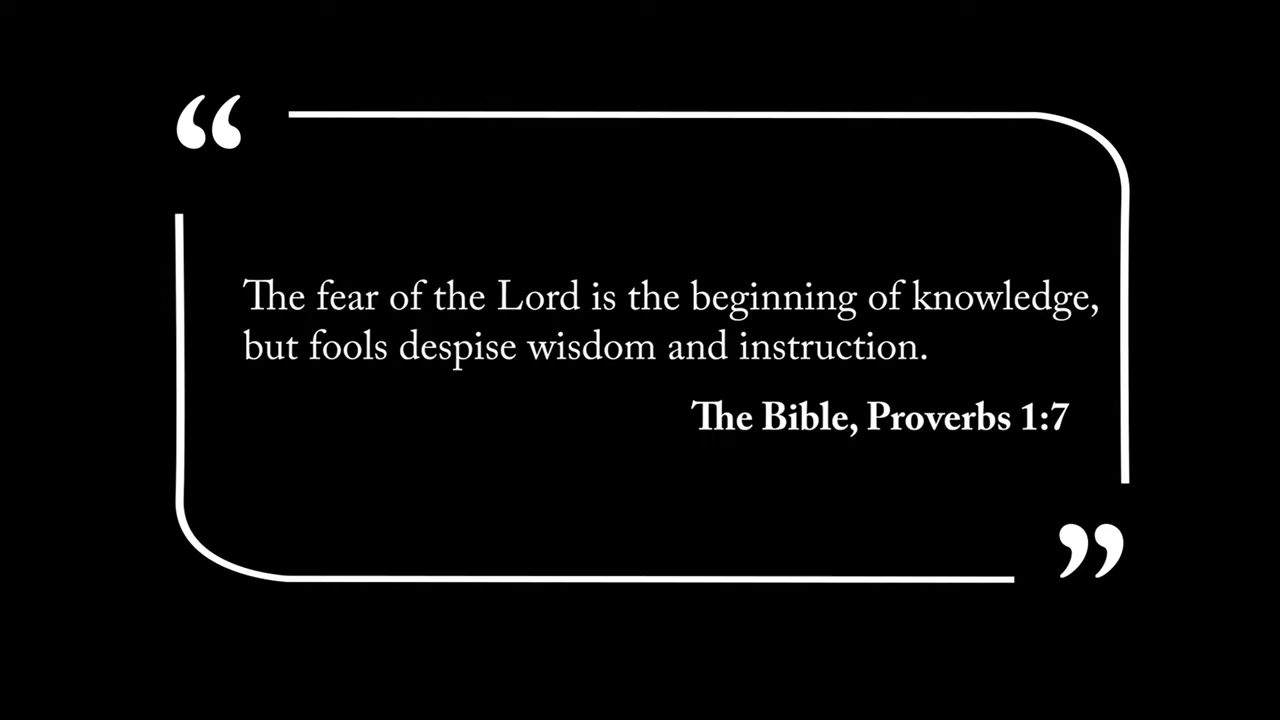 “
The fear of the Lord is the beginning of knowledge,
but fools despise wisdom and instruction.
The Bible, Proverbs 1:7
”